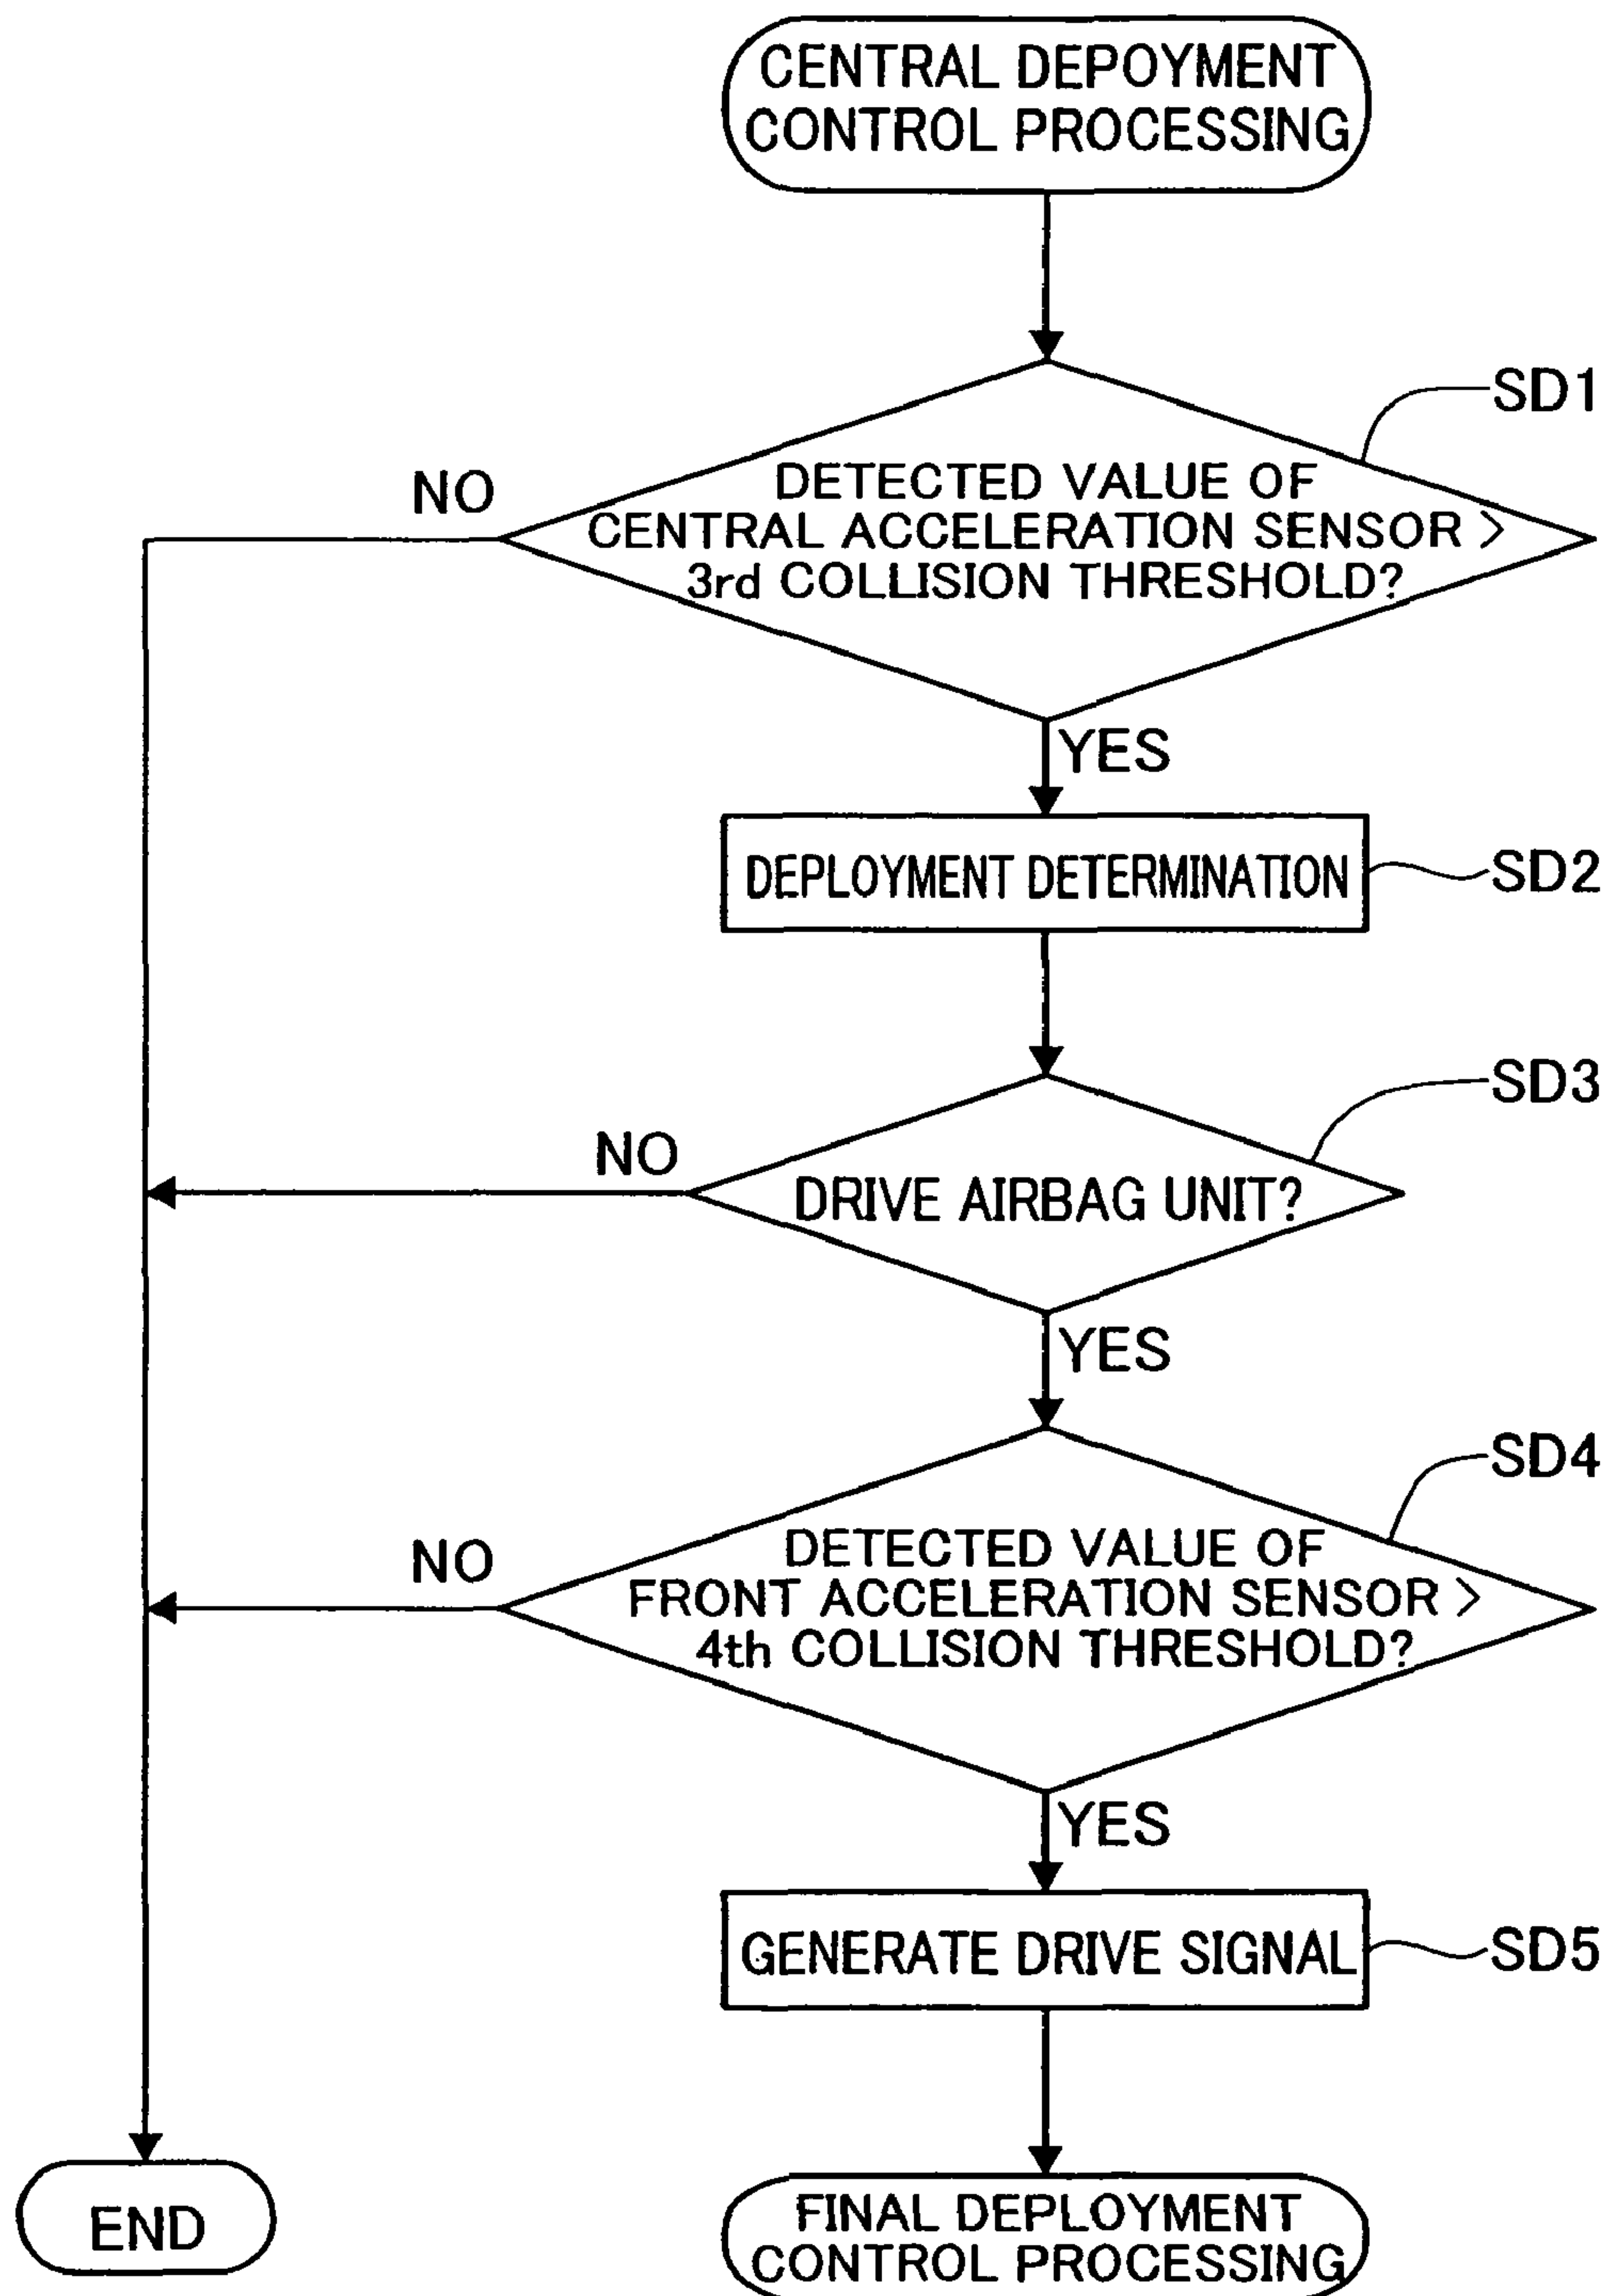 CENTRAL DEPOYMENT
CONTROL PROCESSING
SD1
NO
DETECTED VALUE OF
CENTRAL ACCELERATION SENSOR >
3rd COLLISION THRESHOLD?
YES
DEPLOYMENT DETERMINATION
SD2
SD3
NO
DRIVE AIRBAG UNIT?
YES
SD4
NO
DETECTED VALUE OF
FRONT ACCELERATION SENSOR >
4th COLLISION THRESHOLD?
YES
GENERATE DRIVE SIGNAL
SD5
END
FINAL DEPLOYMENT
CONTROL PROCESSING